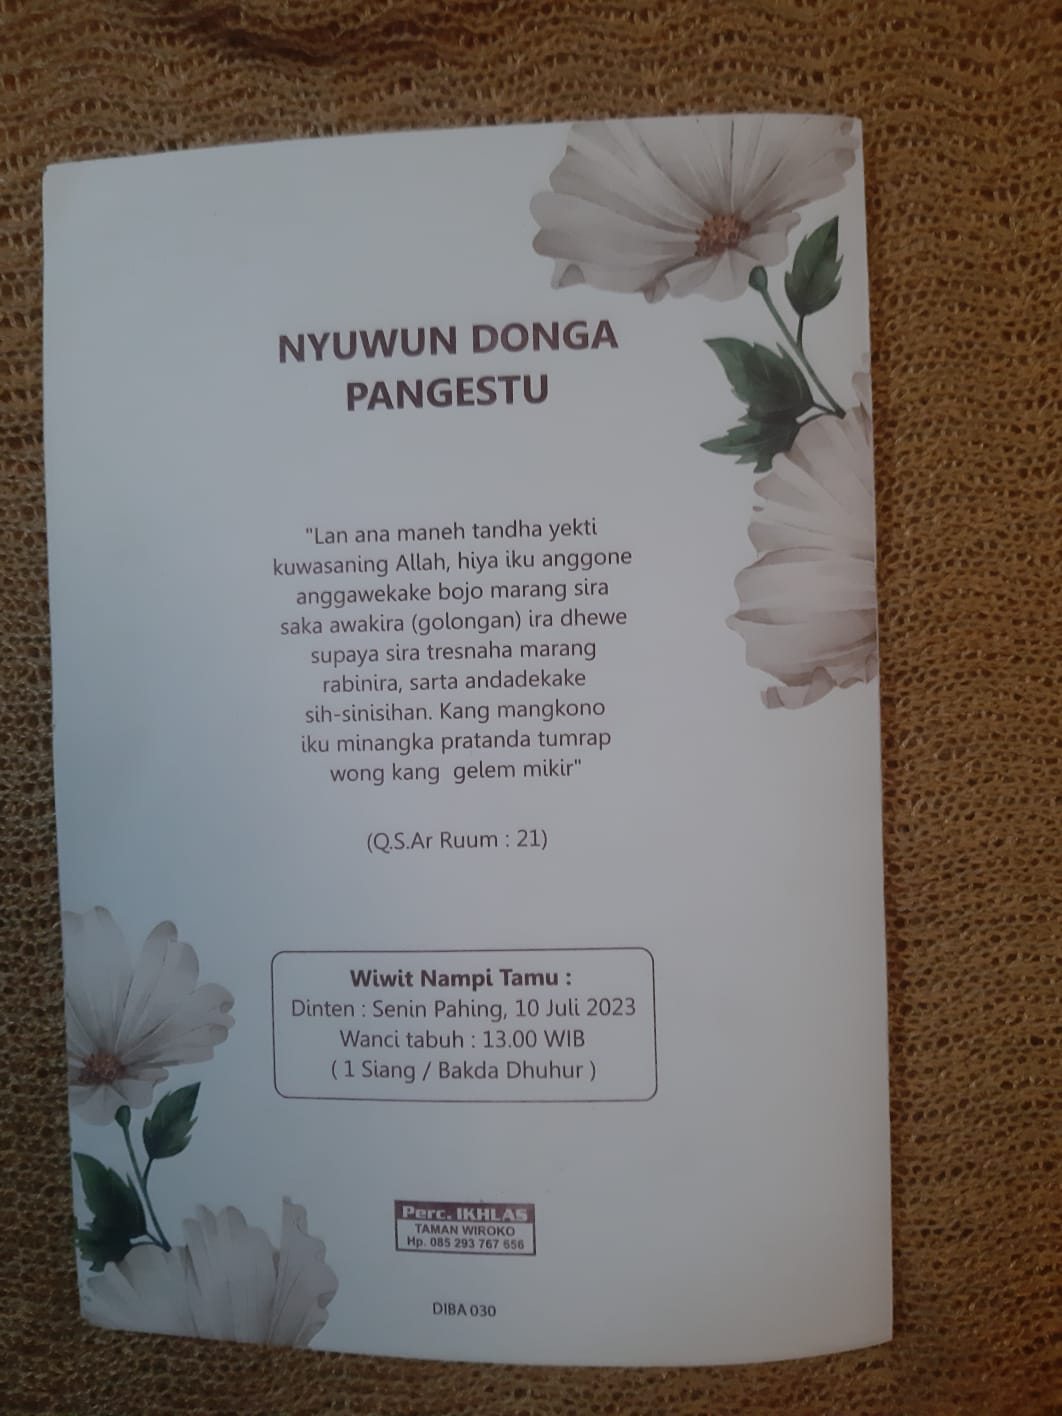 NYUWUN DONGA
PANGESTU
"Lan ana maneh tandha yekti
kuwasaning Allah, hiya iku anggone
anggawekake bojo marang sira
saka awakira (golongan) ira dhewe
supaya sira tresnaha marang
rabinira, sarta andadekake
sih-sinisihan. Kang mangkono
iku minangka pratanda tumrap
wong kang  gelem mikir"
(Q.S.Ar Ruum : 21)
Wiwit Nampi Tamu :
Dinten : Senin Pahing, 10 Juli 2023
Wanci tabuh : 13.00 WIB
( 1 Siang / Bakda Dhuhur )
Perc. IKHLAS
TAMAN WIROKO
Hp. 085 293 767 656
DIBA 030